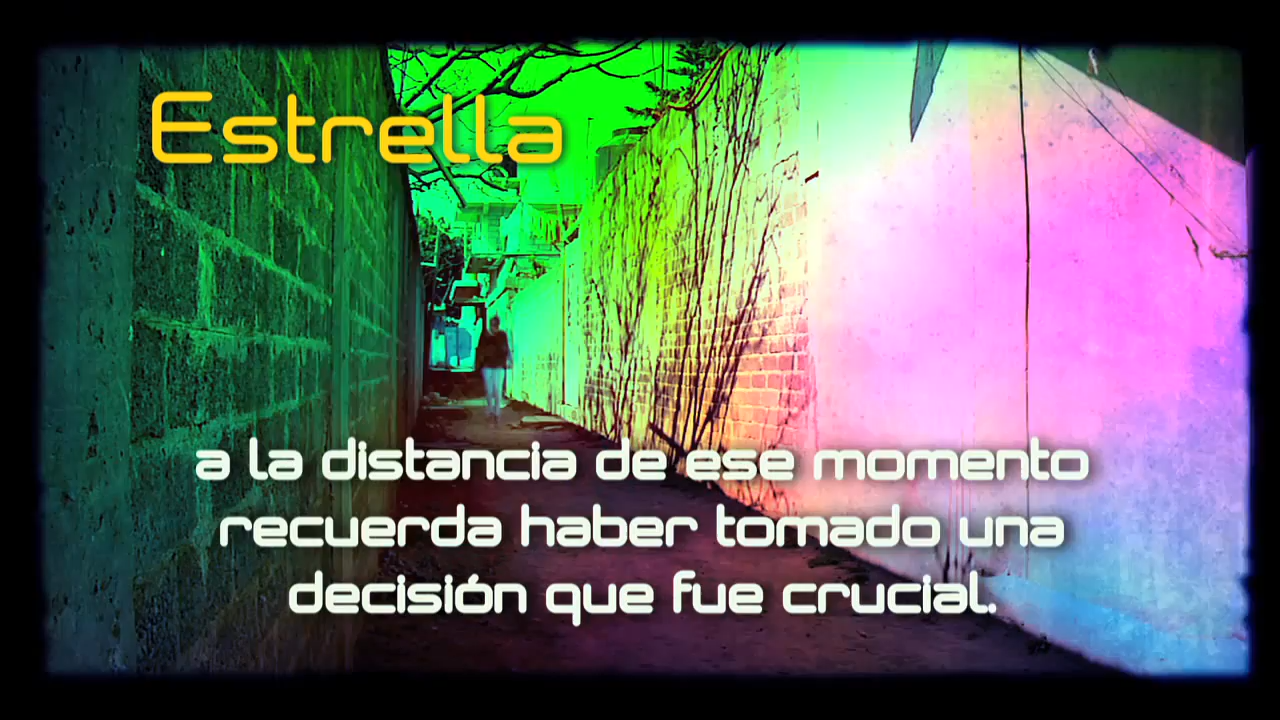 Estrella
a la distancia de ese momento
recuerda haber tomado una
decisión que fue crucial.